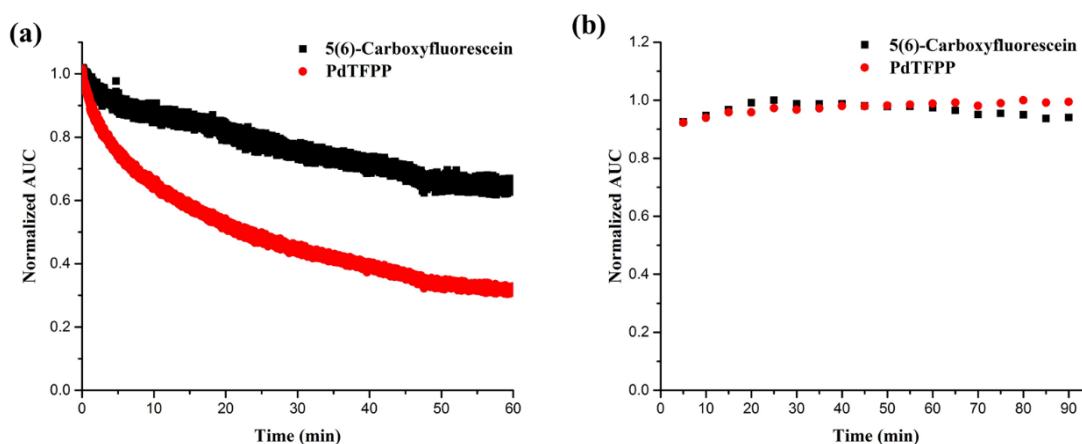 (a)
5(6)-Carboxyfluorescein
PdTFPP
1.0
0.8
0.6
0.4
0.2
0.0
Normalized AUC
0 10 20 30 40 50 60
Time (min)
(b)
5(6)-Carboxyfluorescein
PdTFPP
1.2
1.0
0.8
0.6
0.4
0.2
0.0
Normalized AUC
0 10 20 30 40 50 60 70 80 90
Time (min)